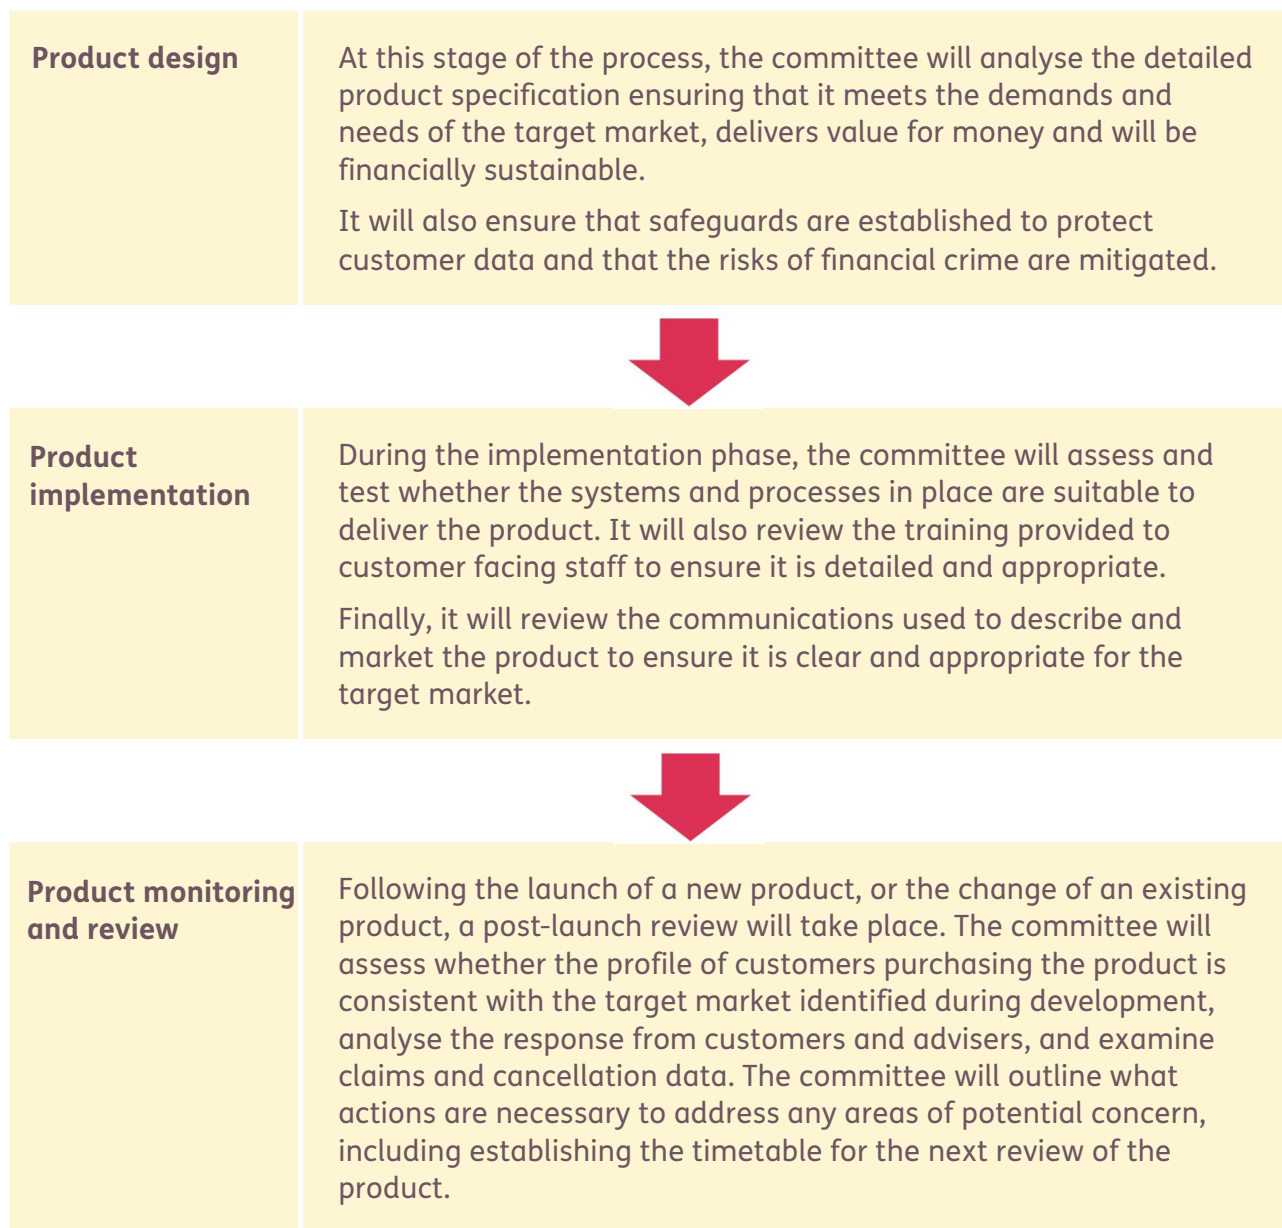 Product design
At this stage of the process, the committee will analyse the detailed
product specification ensuring that it meets the demands and
needs of the target market, delivers value for money and will be
financially sustainable.
It will also ensure that safeguards are established to protect
customer data and that the risks of financial crime are mitigated.
Product
implementation
During the implementation phase, the committee will assess and
test whether the systems and processes in place are suitable to
deliver the product. It will also review the training provided to
customer facing staff to ensure it is detailed and appropriate.
Finally, it will review the communications used to describe and
market the product to ensure it is clear and appropriate for the
target market.
Product monitoring
and review
Following the launch of a new product, or the change of an existing
product, a post-launch review will take place. The committee will
assess whether the profile of customers purchasing the product is
consistent with the target market identified during development,
analyse the response from customers and advisers, and examine
claims and cancellation data. The committee will outline what
actions are necessary to address any areas of potential concern,
including establishing the timetable for the next review of the
product.